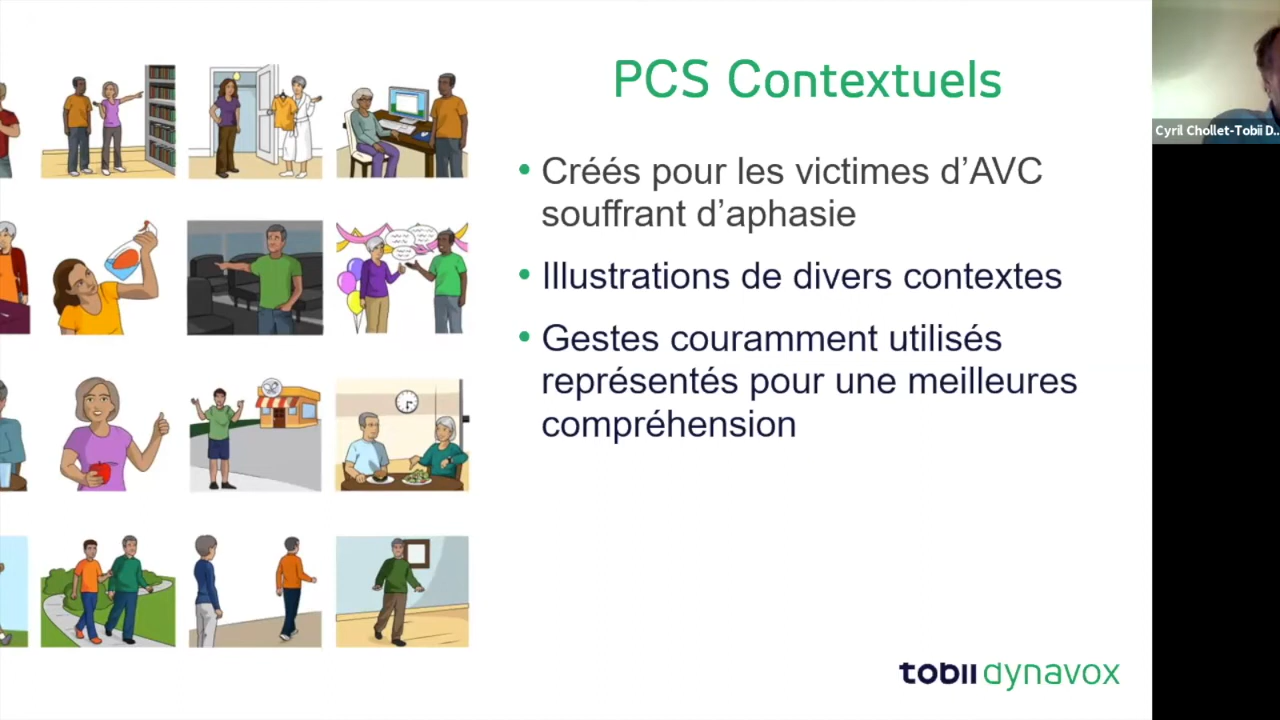 PCS Contextuels
• Créés pour les victimes d’AVC
souffrant d’aphasie
• Illustrations de divers contextes
• Gestes couramment utilisés
représentés pour une meilleures
compréhension
tobii dynavox
Cyril Chollet-Tobii D...